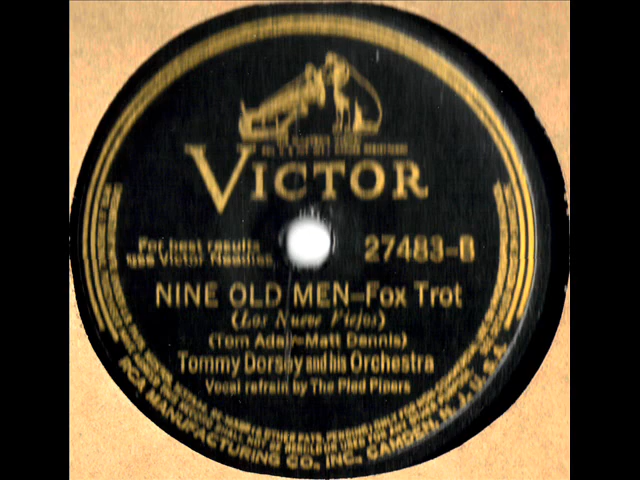 VICTOR
For best results
use Victor Needles
27483-B
NINE OLD MEN-Fox Trot
(Los Nueve Viejos)
(Tom Adair-Matt Dennis)
Tommy Dorsey and his Orchestra
Vocal refrain by The Pied Pipers
RCA MANUFACTURING CO., INC., CAMDEN, N. J., U. S. A.